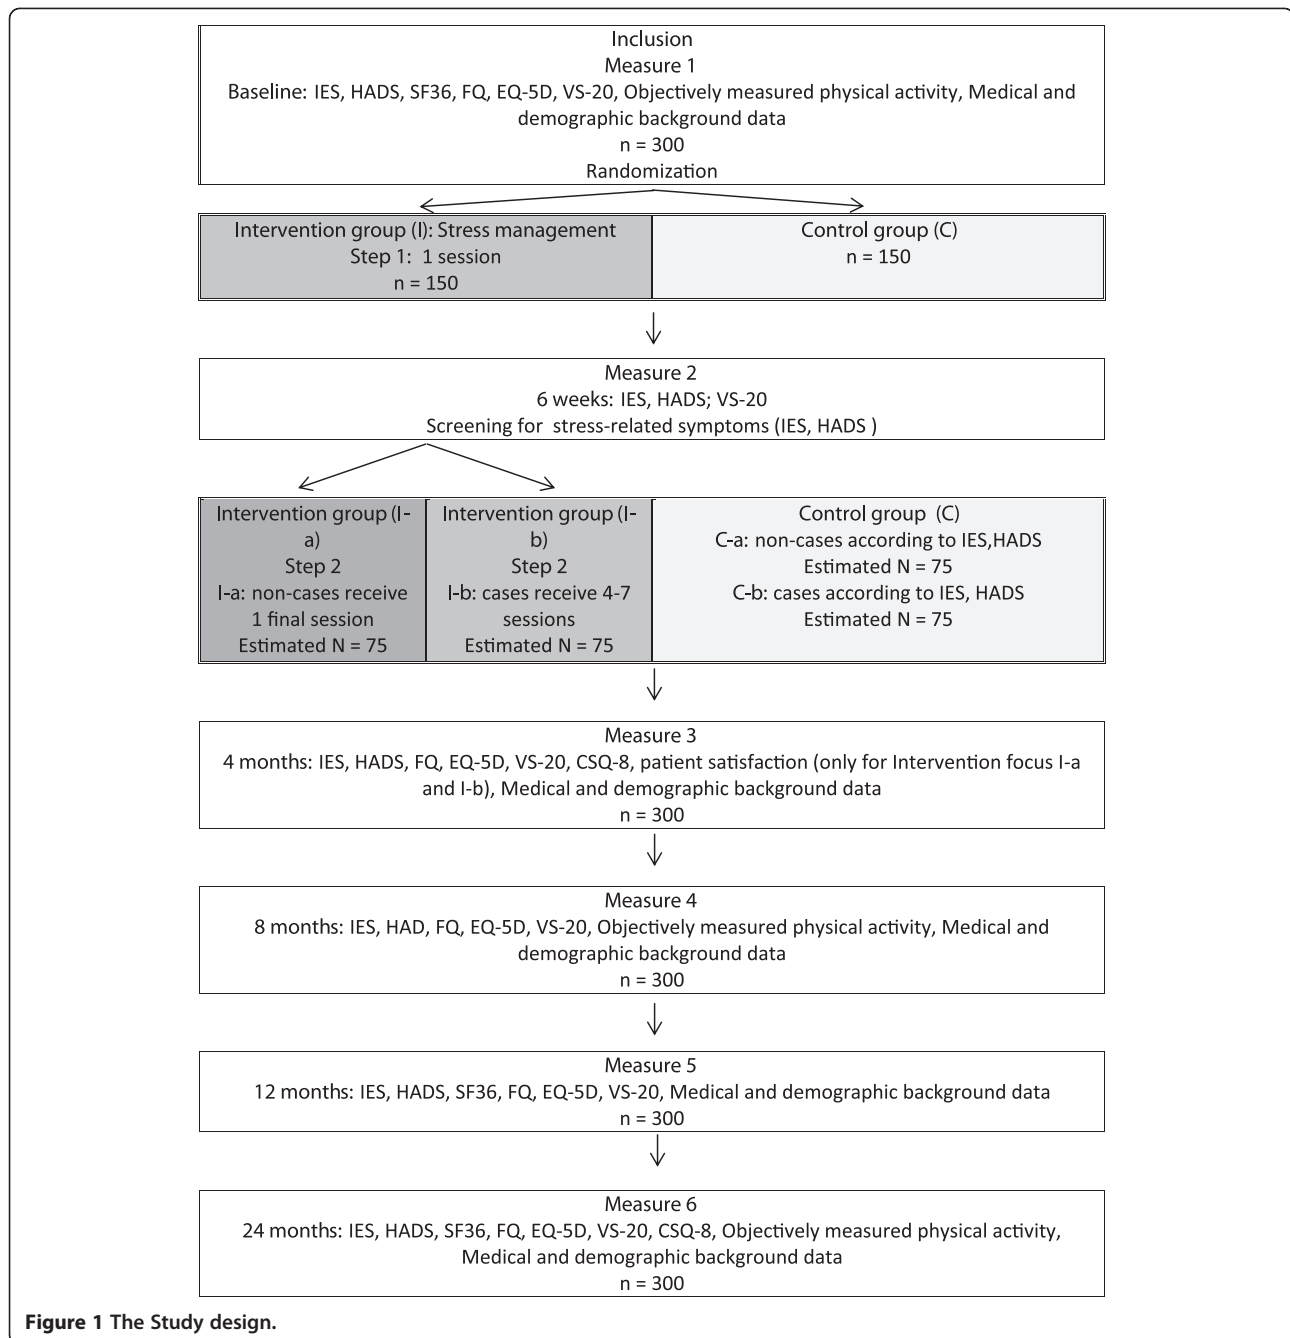 Inclusion
Measure 1
Baseline: IES, HADS, SF36, FQ, EQ-5D, VS-20, Objectively measured physical activity, Medical and
demographic background data
n = 300
Randomization
Intervention group (I): Stress management
Step 1: 1 session
n = 150
Control group (C)
n = 150
Measure 2
6 weeks: IES, HADS; VS-20
Screening for stress-related symptoms (IES, HADS )
Intervention group (I-
a)
Step 2
I-a: non-cases receive
1 final session
Estimated N = 75
Intervention group (I-
b)
Step 2
I-b: cases receive 4-7
sessions
Estimated N = 75
Control group (C)
C-a: non-cases according to IES,HADS
Estimated N = 75
C-b: cases according to IES, HADS
Estimated N = 75
Measure 3
4 months: IES, HADS, FQ, EQ-5D, VS-20, CSQ-8, patient satisfaction (only for Intervention focus I-a
and I-b), Medical and demographic background data
n = 300
Measure 4
8 months: IES, HAD, FQ, EQ-5D, VS-20, Objectively measured physical activity, Medical and
demographic background data
n = 300
Measure 5
12 months: IES, HADS, SF36, FQ, EQ-5D, VS-20, Medical and demographic background data
n = 300
Measure 6
24 months: IES, HADS, SF36, FQ, EQ-5D, VS-20, CSQ-8, Objectively measured physical activity,
Medical and demographic background data
n = 300
Figure 1 The Study design.